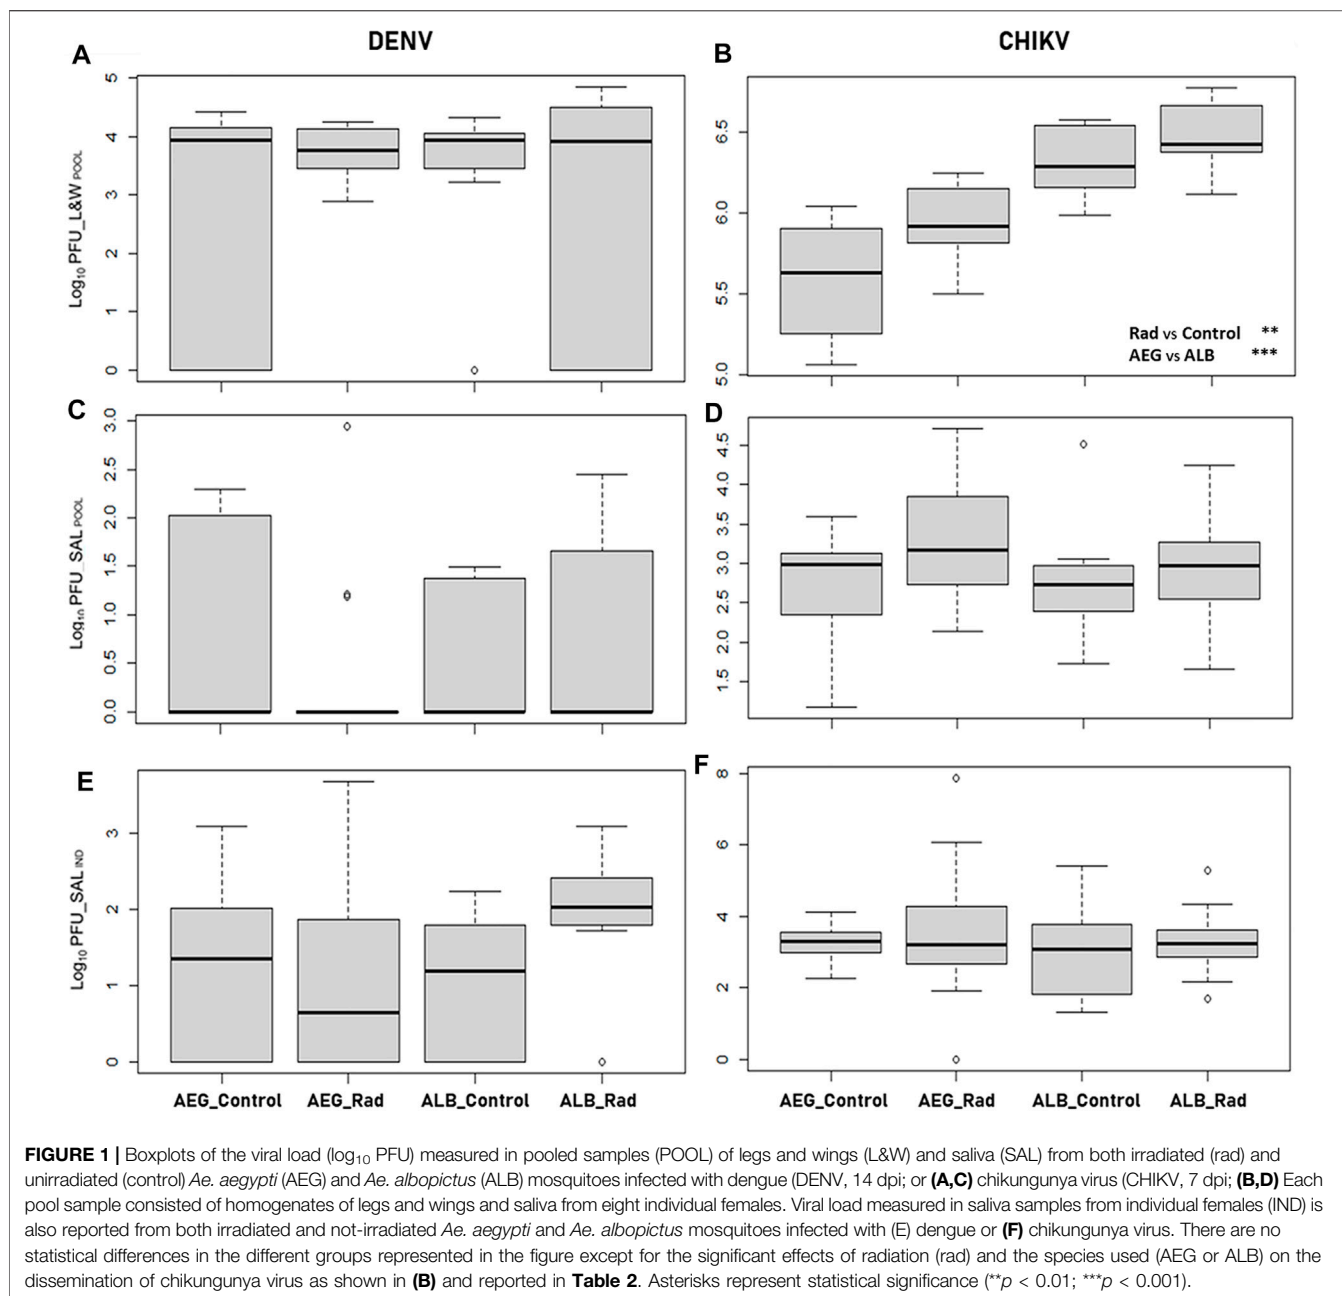 DENV
CHIKV
A
Log10 PFU_L&W POOL
5
4
3
2
1
0
B
6.5
6.0
5.5
5.0
Rad vs Control **
AEG vs ALB ***
C
Log10 PFU_SAL POOL
3.0
2.5
2.0
1.5
1.0
0.5
0.0
D
4.5
4.0
3.5
3.0
2.5
2.0
1.5
E
Log10 PFU_SAL IND
3
2
1
0
AEG_Control AEG_Rad ALB_Control ALB_Rad
F
8
6
4
2
0
AEG_Control AEG_Rad ALB_Control ALB_Rad
FIGURE 1 | Boxplots of the viral load (log10 PFU) measured in pooled samples (POOL) of legs and wings (L&W) and saliva (SAL) from both irradiated (rad) and
unirradiated (control) Ae. aegypti (AEG) and Ae. albopictus (ALB) mosquitoes infected with dengue (DENV, 14 dpi; or (A,C) chikungunya virus (CHIKV, 7 dpi; (B,D) Each
pool sample consisted of homogenates of legs and wings and saliva from eight individual females. Viral load measured in saliva samples from individual females (IND) is
also reported from both irradiated and not-irradiated Ae. aegypti and Ae. albopictus mosquitoes infected with (E) dengue or (F) chikungunya virus. There are no
statistical differences in the different groups represented in the figure except for the significant effects of radiation (rad) and the species used (AEG or ALB) on the
dissemination of chikungunya virus as shown in (B) and reported in Table 2. Asterisks represent statistical significance (**p < 0.01; ***p < 0.001).